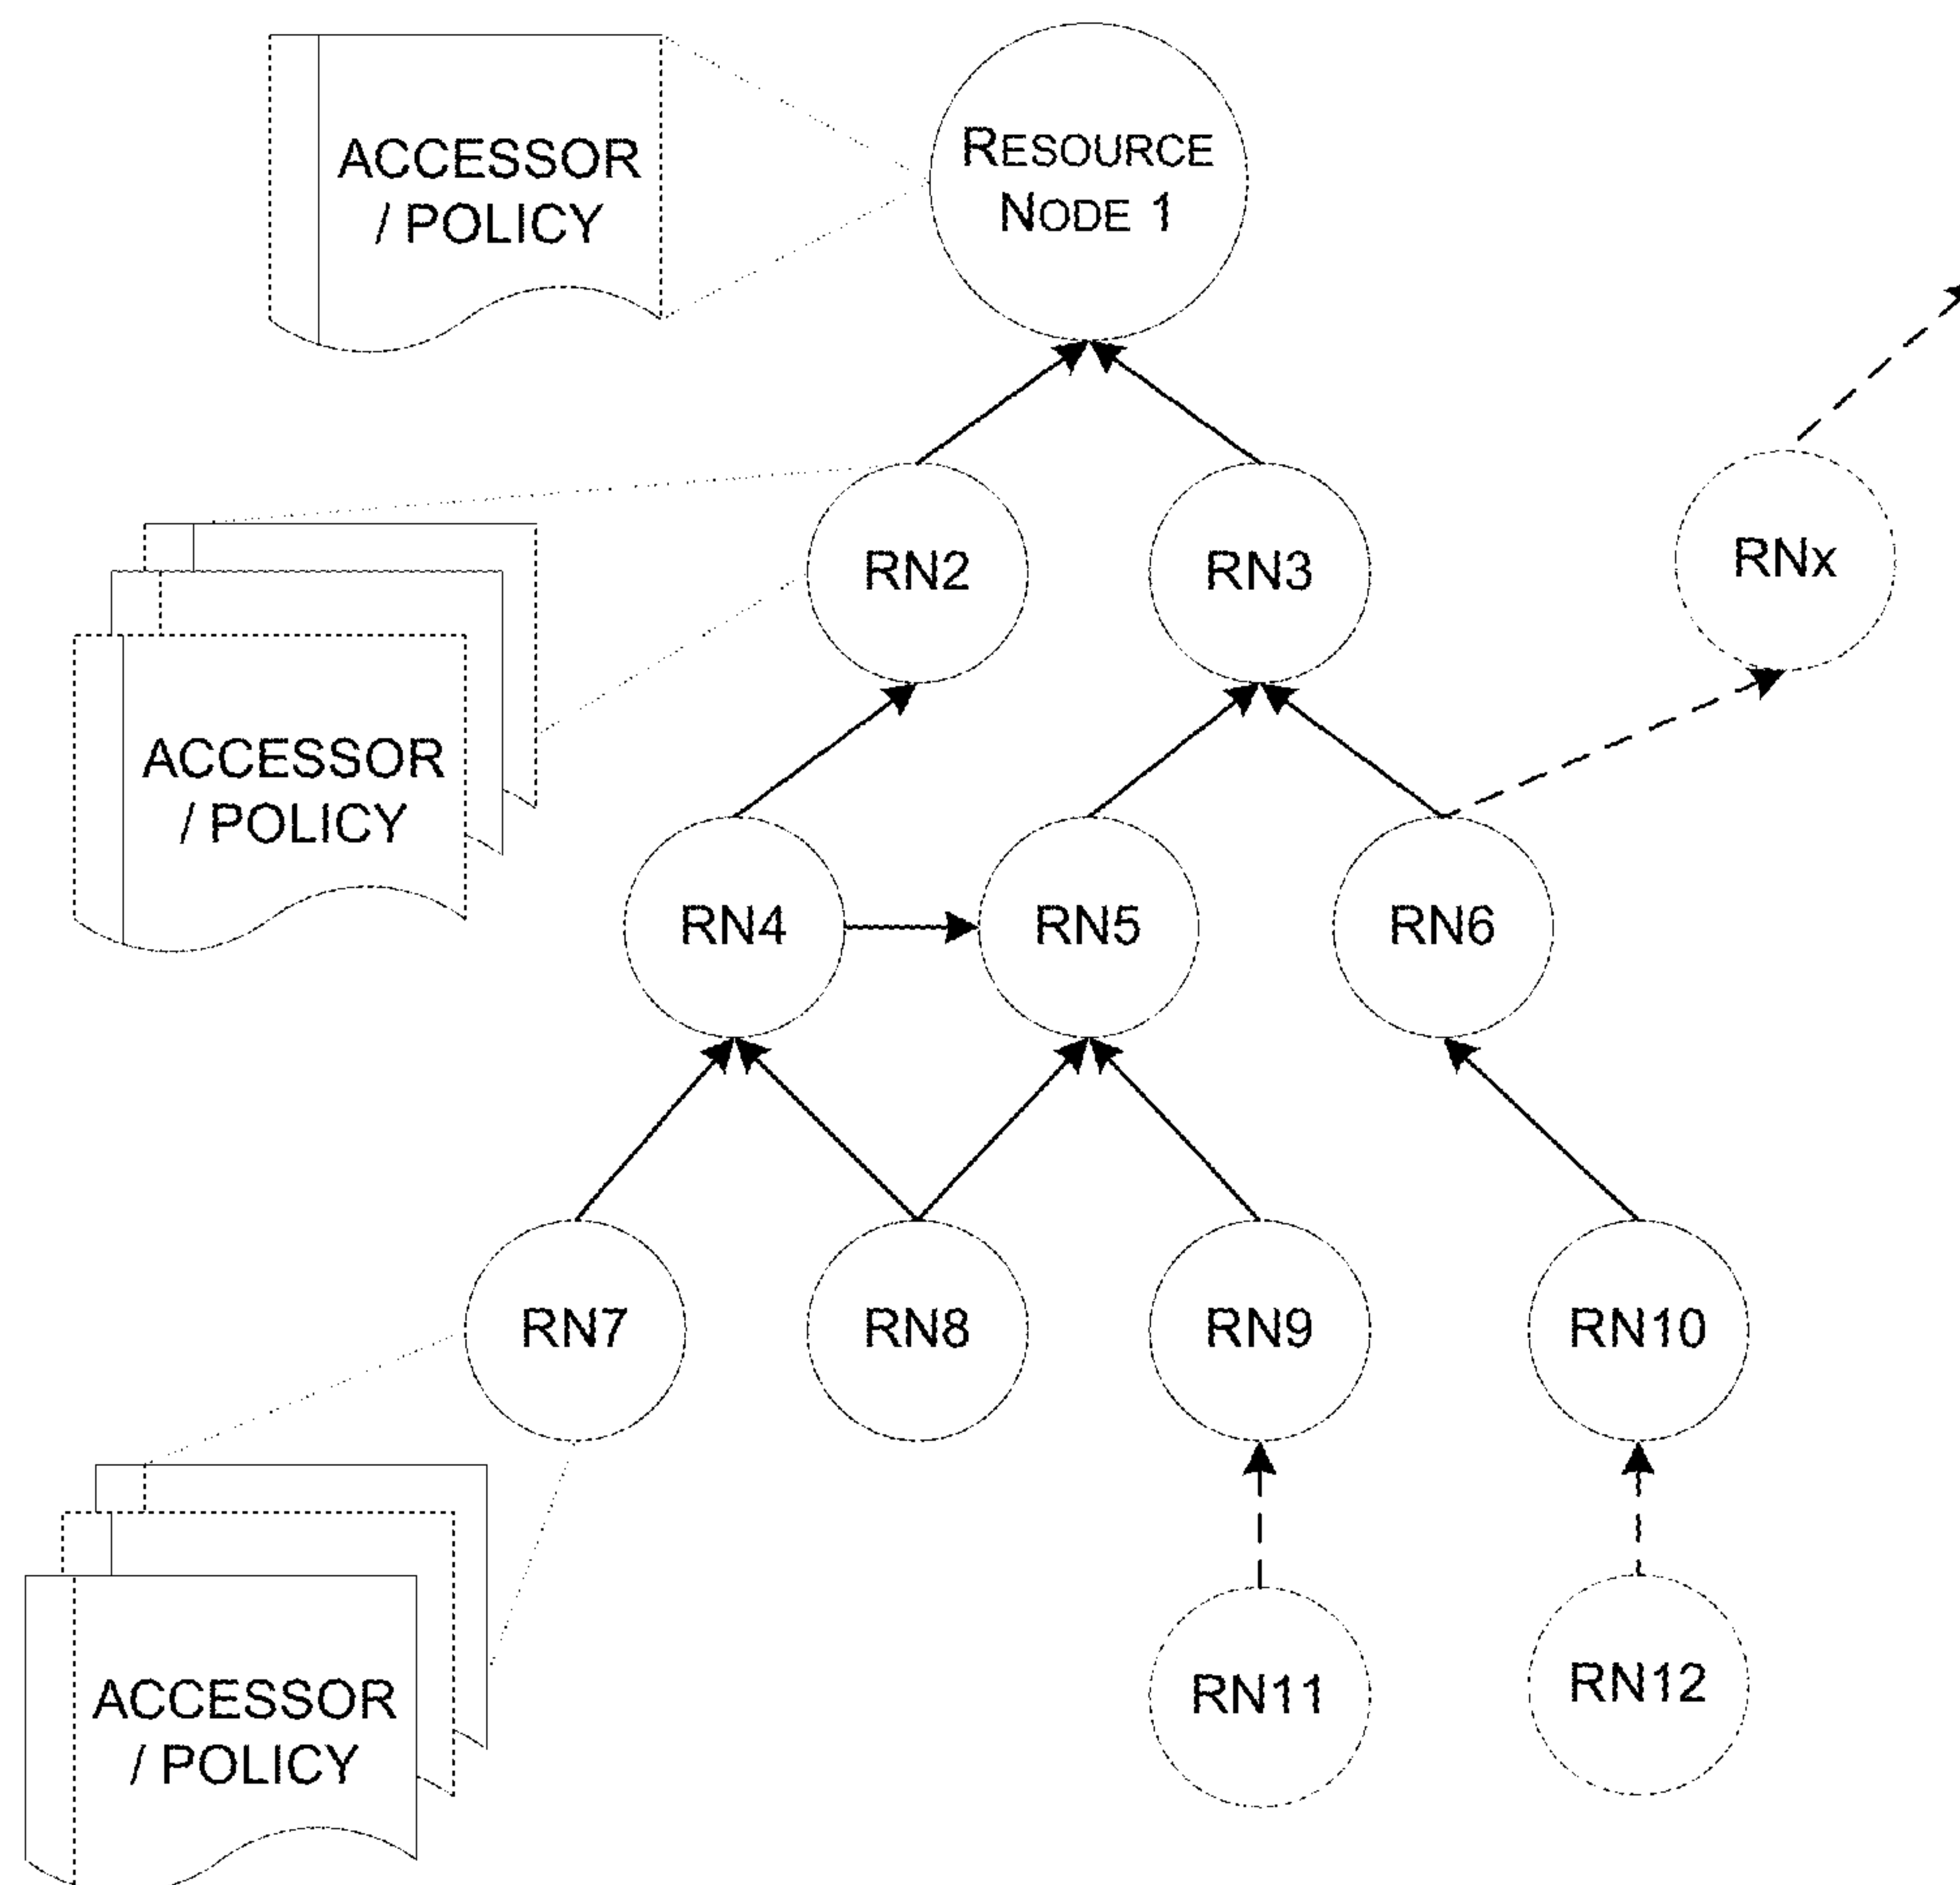 ACCESSOR
/ POLICY
RESOURCE
NODE 1
RN2
RN3
RNx
ACCESSOR
/ POLICY
RN4
RN5
RN6
RN7
RN8
RN9
RN10
ACCESSOR
/ POLICY
RN11
RN12